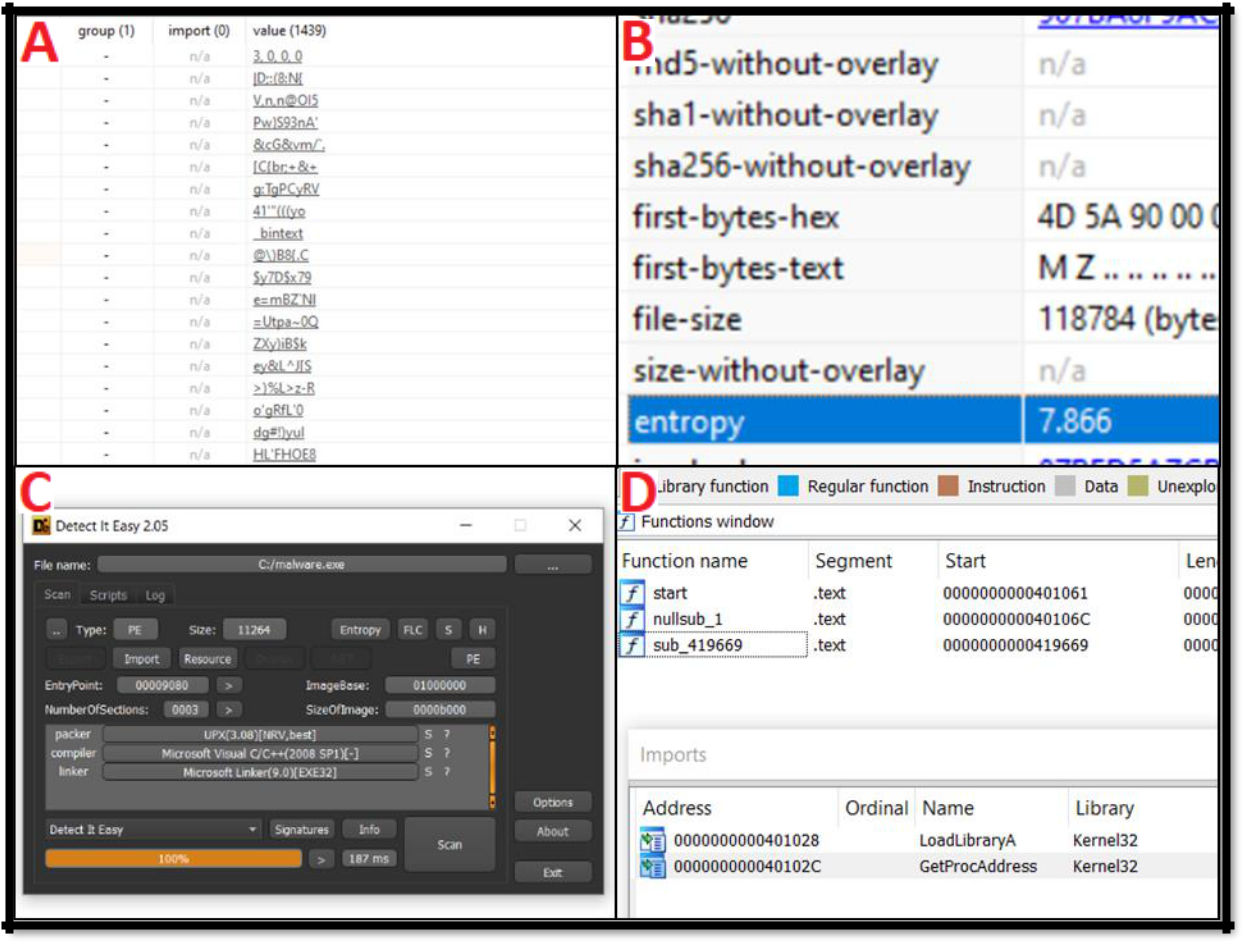 A
group (1) import (0) value (1439)
- n/a 3, 0, 0, 0
- n/a
- n/a V.n,n@OI5
- n/a Pw)S93nA'
- n/a &cG&vm/¨,
- n/a
- n/a g:TgPCyRV
- n/a 41'"(((yo
- n/a _bintext
- n/a @\)B8{.C
- n/a $y7D$x79
- n/a e=mBZ`NI
- n/a =Utpa~0Q
- n/a ZXy)iB$k
- n/a ey&L^J[S
- n/a >)%L>z-R
- n/a o'gRfL'0
- n/a dg#!)yuI
- n/a HL'FHOE8
B
md5-without-overlay n/a
sha1-without-overlay n/a
sha256-without-overlay n/a
first-bytes-hex 4D 5A 90 00
first-bytes-text M Z .. .. .. .. ..
file-size 118784 (byte
size-without-overlay n/a
entropy 7.866
C
Detect It Easy 2.05
File name: C:/malware.exe ...
Scan Scripts Log
.. Type: PE Size: 11264 Entropy FLC S H
Import Resource PE
EntryPoint: 00009080 > ImageBase: 01000000
NumberOfSections: 0003 > SizeOfImage: 0000b000
packer UPX(3.08)[NRV,best] S ?
compiler Microsoft Visual C/C++(2008 SP1)[-] S ?
linker Microsoft Linker(9.0)[EXE32] S ?
Options
Detect It Easy Signatures Info Scan About
100% > 187 ms
Exit
D
Library function Regular function Instruction Data Unexplo
f Functions window
Function name Segment Start Len
f start .text 0000000000401061 0000
f nullsub_1 .text 000000000040106C 0000
f sub_419669 .text 0000000000419669 0000
Imports
Address Ordinal Name Library
0000000000401028 LoadLibraryA Kernel32
000000000040102C GetProcAddress Kernel32